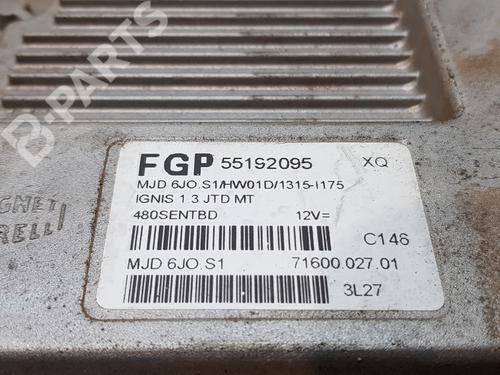 B-PARTS
FGP 55192095 XQ
MJD 6JO.S1/HW01D/1315-I175
IGNIS 1 3 JTD MT
480SENTBD 12V=
C146
MJD 6JO.S1 71600.027.01
3L27